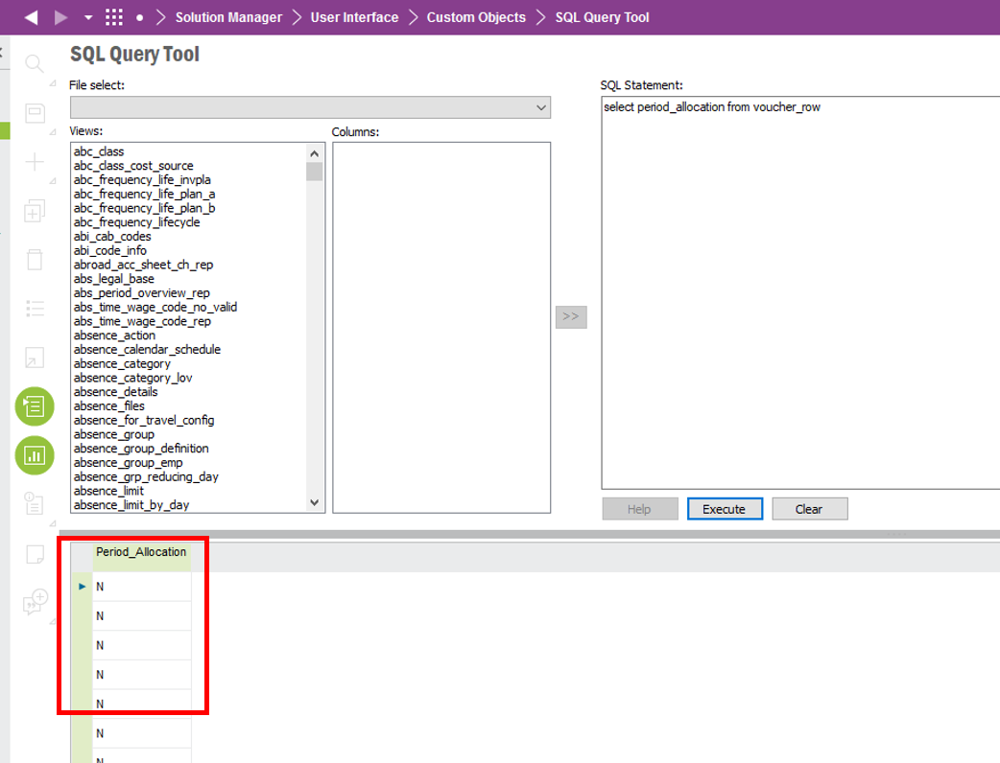 Solution Manager > User Interface > Custom Objects > SQL Query Tool
SQL Query Tool
File select:
Views:
Columns:
abc_class
abc_class_cost_source
abc_frequency_life_invpla
abc_frequency_life_plan_a
abc_frequency_life_plan_b
abc_frequency_lifecycle
abi_cab_codes
abi_code_info
abroad_acc_sheet_ch_rep
abs_legal_base
abs_period_overview_rep
abs_time_wage_code_no_valid
abs_time_wage_code_rep
absence_action
absence_calendar_schedule
absence_category
absence_category_lov
absence_details
absence_files
absence_for_travel_config
absence_group
absence_group_definition
absence_group_emp
absence_grp_reducing_day
absence_limit
absence_limit_by_day
>>
SQL Statement:
select period_allocation from voucher_row
Help
Execute
Clear
Period_Allocation
N
N
N
N
N
N
N